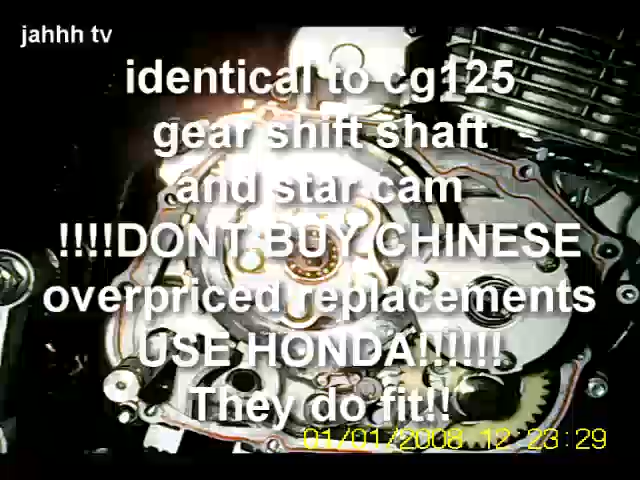 jahhh tv
identical to cg125
gear shift shaft
and star cam
!!!!DONT BUY CHINESE
overpriced replacements
USE HONDA!!!!!!
They do fit!!
01/01/2008 12:23:29